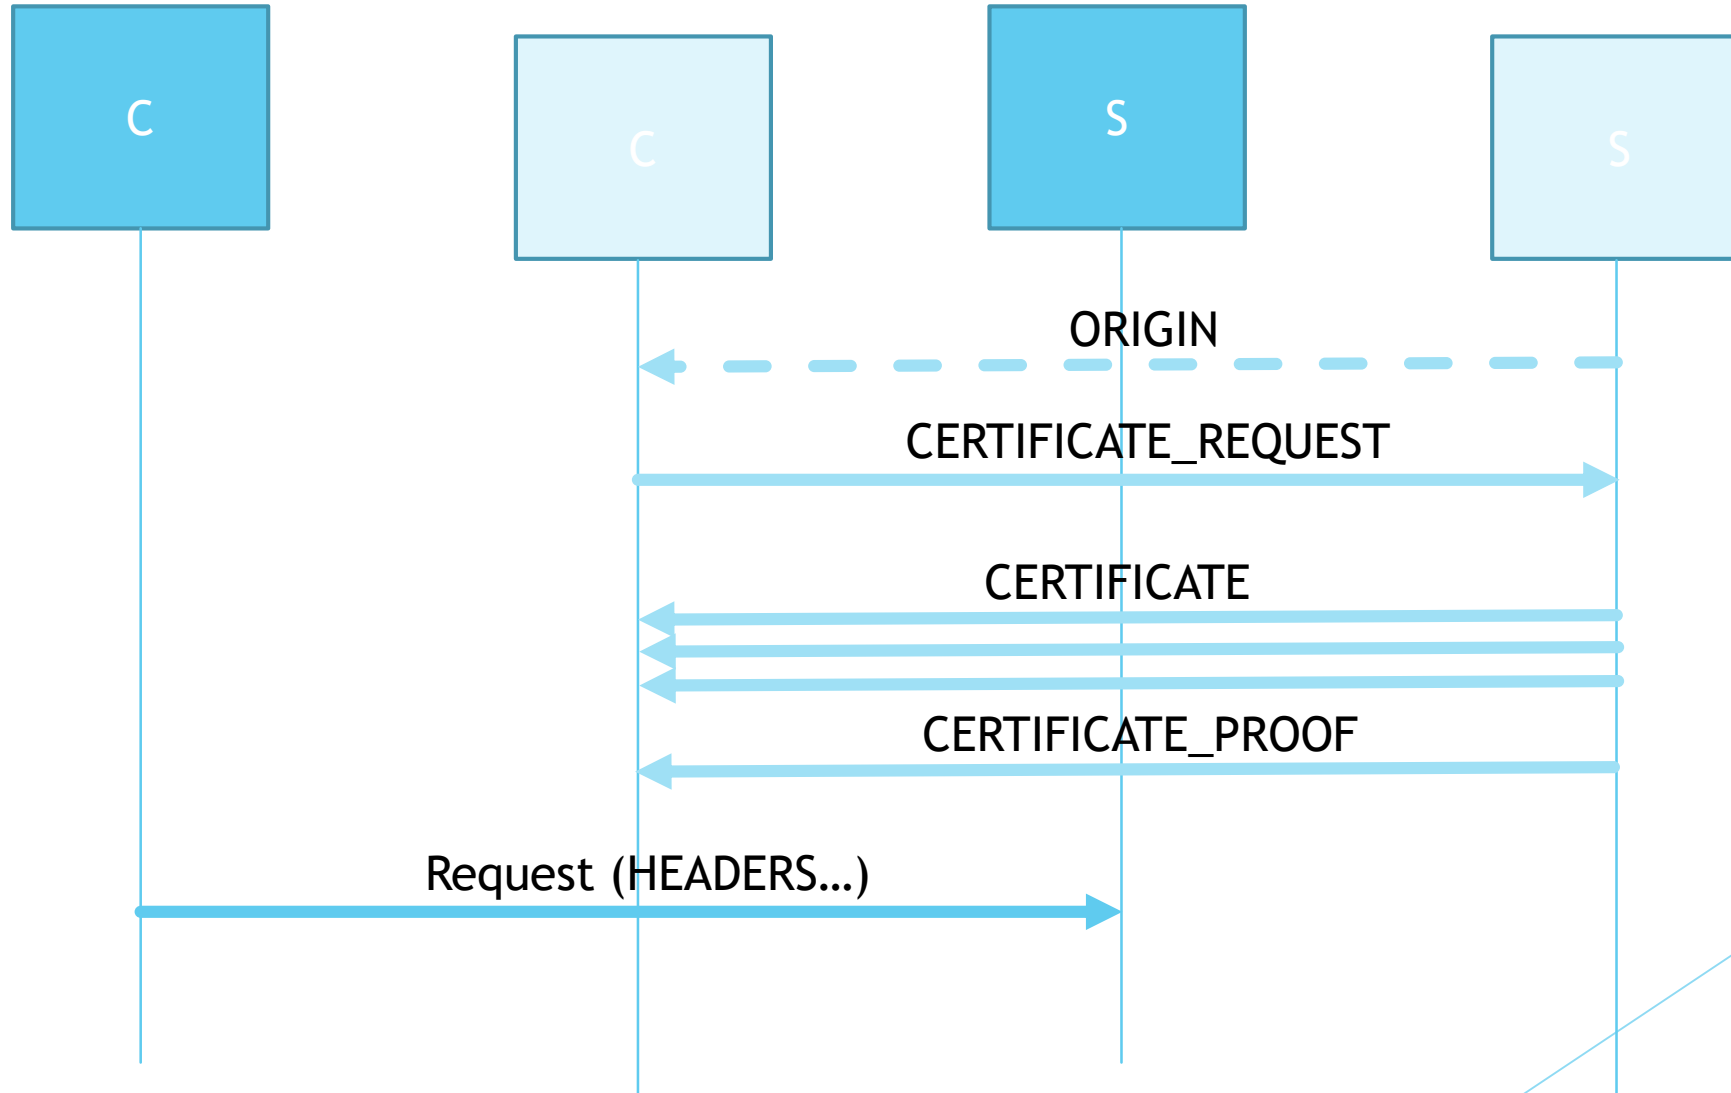 C
C
S
S
ORIGIN
CERTIFICATE_REQUEST
CERTIFICATE
CERTIFICATE_PROOF
Request (HEADERS…)